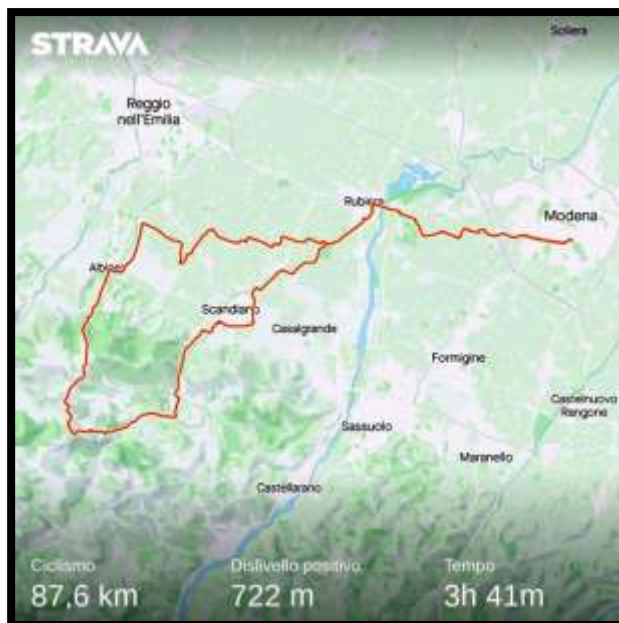 Soliera
STRAVA
Reggio
nell'Emilia
Rubiera
Modena
Albinea
Scandiano
Casalgrande
Formigine
Castelnuovo
Rangone
Sassuolo
Maranello
Castellarano
Ciclismo
Dislivello positivo
Tempo
87,6 km
722 m
3h 41m